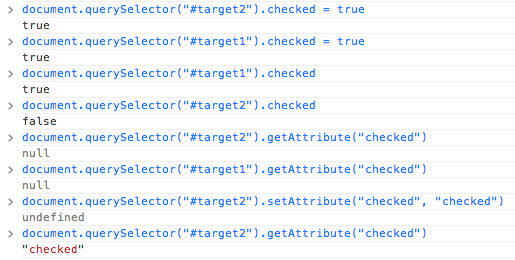 document.querySelector("#target2").checked = true
true
document.querySelector("#target1").checked = true
true
document.querySelector("#target1").checked
true
document.querySelector("#target2").checked
false
document.querySelector("#target2").getAttribute("checked")
null
document.querySelector("#target1").getAttribute("checked")
null
document.querySelector("#target2").setAttribute("checked", "checked")
undefined
document.querySelector("#target2").getAttribute("checked")
"checked"